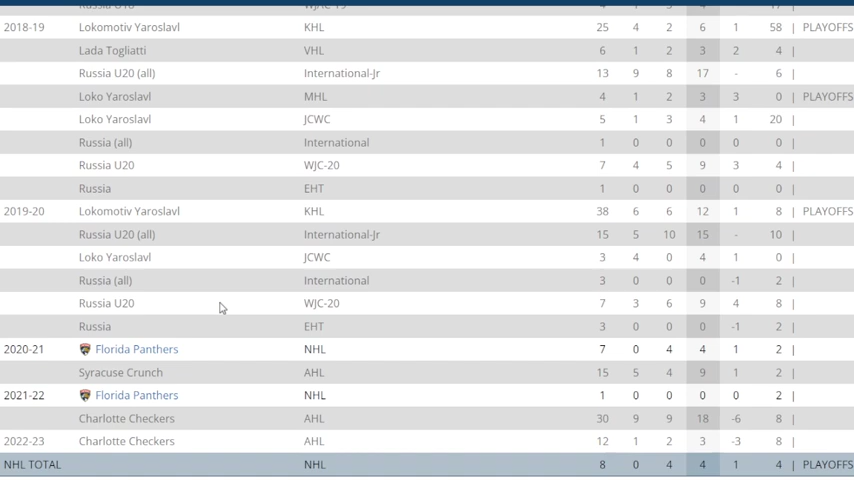 2018-19 Lokomotiv Yaroslavl KHL 25 4 2 6 1 58 | PLAYOFFS
Lada Togliatti VHL 6 1 2 3 2 4 |
Russia U20 (all) International-Jr 13 9 8 17 - 6 |
Loko Yaroslavl MHL 4 1 2 3 3 0 | PLAYOFFS
Loko Yaroslavl JCWC 5 1 3 4 1 20 |
Russia (all) International 1 0 0 0 0 0 |
Russia U20 WJC-20 7 4 5 9 3 4 |
Russia EHT 1 0 0 0 0 0 |
2019-20 Lokomotiv Yaroslavl KHL 38 6 6 12 1 8 | PLAYOFFS
Russia U20 (all) International-Jr 15 5 10 15 - 10 |
Loko Yaroslavl JCWC 3 4 0 4 1 0 |
Russia (all) International 3 0 0 0 -1 2 |
Russia U20 WJC-20 7 3 6 9 4 8 |
Russia EHT 3 0 0 0 -1 2 |
2020-21 Florida Panthers NHL 7 0 4 4 1 2 |
Syracuse Crunch AHL 15 5 4 9 1 2 |
2021-22 Florida Panthers NHL 1 0 0 0 0 2 |
Charlotte Checkers AHL 30 9 9 18 -6 8 |
2022-23 Charlotte Checkers AHL 12 1 2 3 -3 8 |
NHL TOTAL NHL 8 0 4 4 1 4 | PLAYOFFS